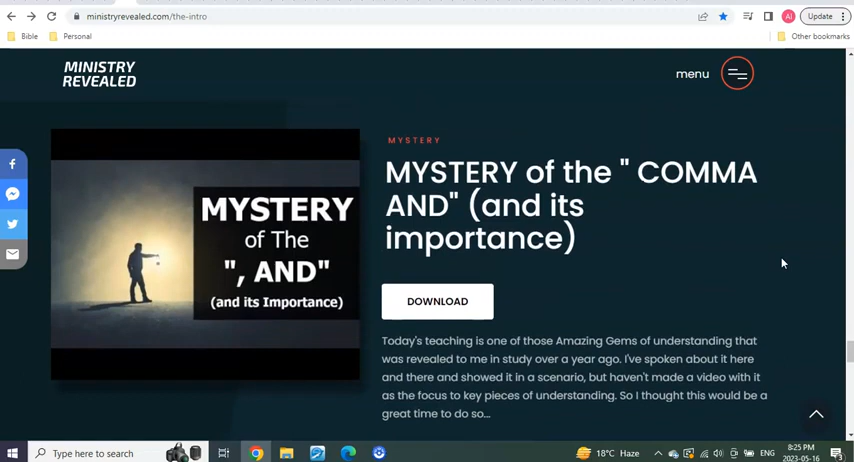 ministryrevealed.com/the-intro
AI
Update
Bible
Personal
Other bookmarks
MINISTRY
REVEALED
menu
MYSTERY
MYSTERY of the " COMMA
AND" (and its
importance)
MYSTERY
of The
", AND"
(and its Importance)
DOWNLOAD
Today's teaching is one of those Amazing Gems of understanding that
was revealed to me in study over a year ago. I've spoken about it here
and there and showed it in a scenario, but haven't made a video with it
as the focus to key pieces of understanding. So I thought this would be a
great time to do so...
Type here to search
18°C Haze
ENG
8:25 PM
2023-05-16
3